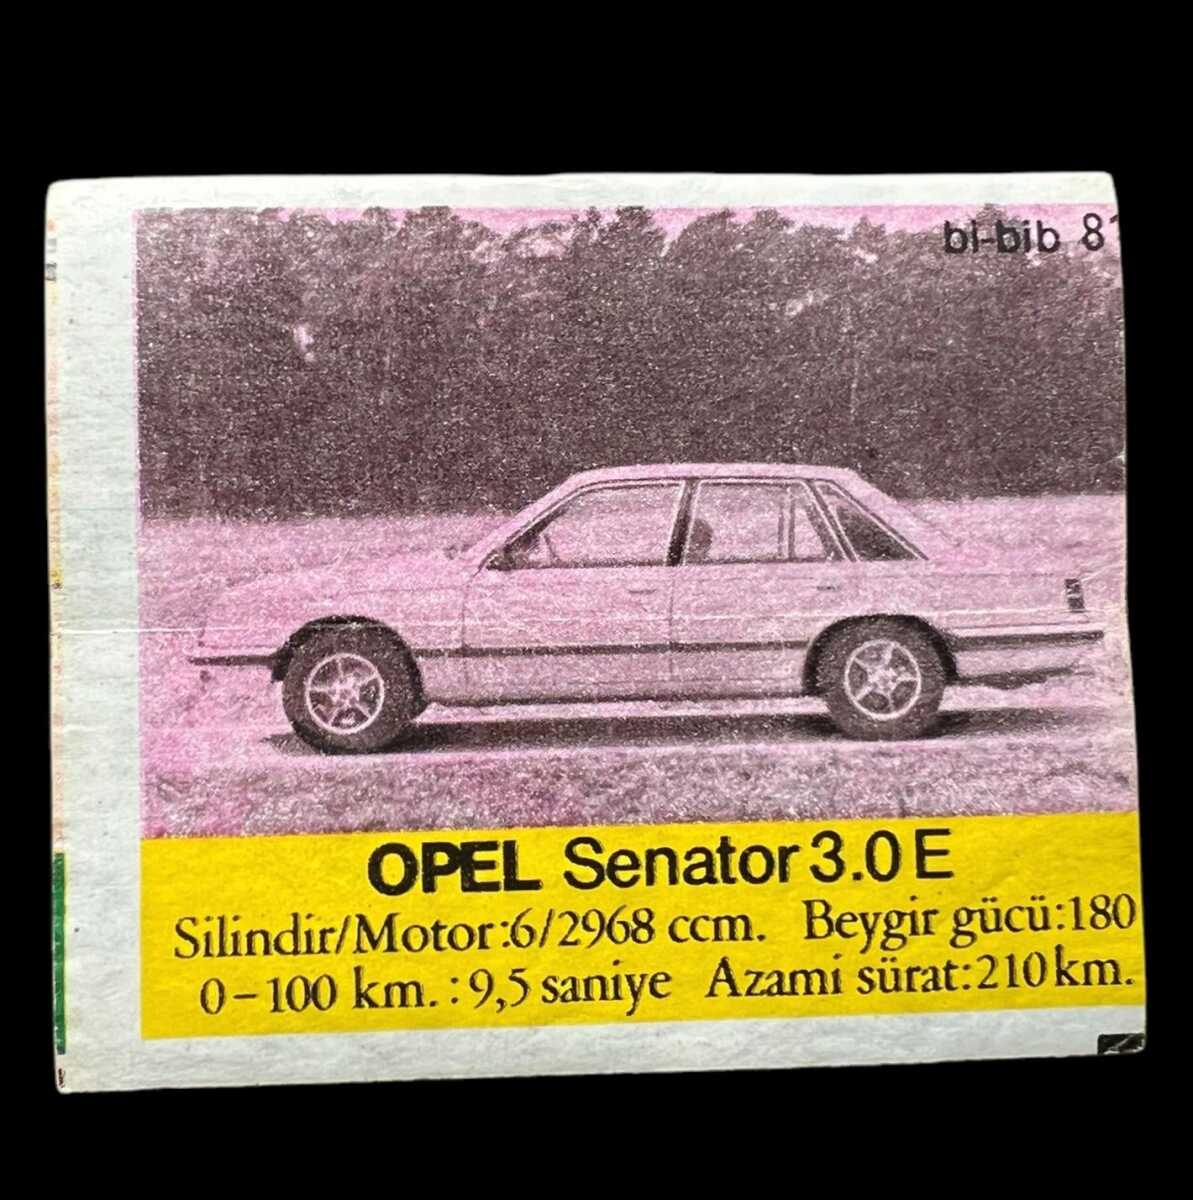 bi-bib 81
OPEL Senator 3.0 E
Silindir/Motor:6/2968 ccm. Beygir gücü:180
0-100 km.:9,5 saniye Azami sürat:210 km.